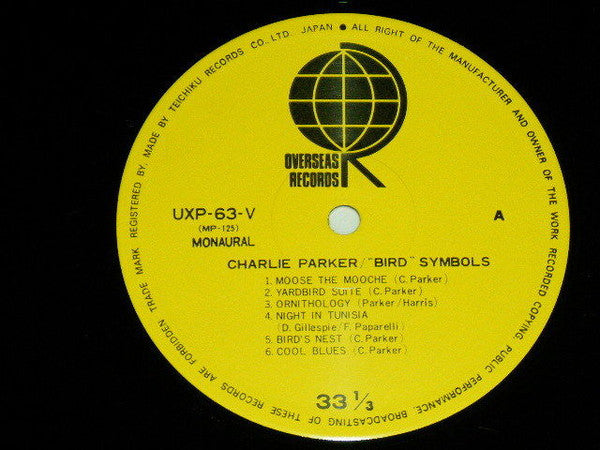 TRADE MARK REGISTERED. BY. MADE BY TEICHIKU RECORDS CO., LTD. JAPAN • ALL RIGHT OF THE MANUFACTURER AND OWNER OF THE WORK RECORDED COPYING, PUBLIC PERFORMANCE, BROADCASTING OF THESE RECORDS ARE FORBIDDEN
OVERSEAS
RECORDS
UXP-63-V
(MP-125)
MONAURAL
A
CHARLIE PARKER/"BIRD" SYMBOLS
1. MOOSE THE MOOCHE (C. Parker)
2. YARDBIRD SUITE (C. Parker)
3. ORNITHOLOGY (Parker/Harris)
4. NIGHT IN TUNISIA
(D. Gillespie/F. Paparelli)
5. BIRD'S NEST (C. Parker)
6. COOL BLUES (C. Parker)
33 1/3